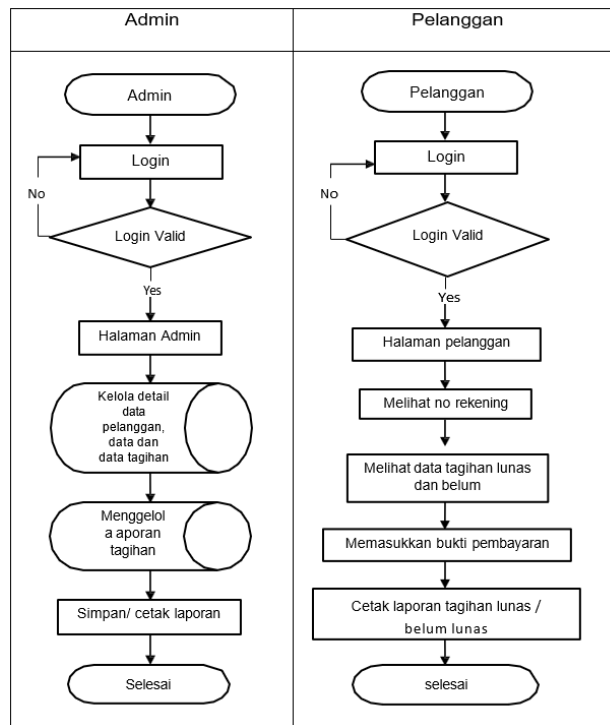 Admin
Admin
Login
No
Login Valid
Yes
Halaman Admin
Kelola detail
data
pelanggan,
data dan
data tagihan
Menggelol
a aporan
tagihan
Simpan/ cetak laporan
Selesai
Pelanggan
Pelanggan
Login
No
Login Valid
Yes
Halaman pelanggan
Melihat no rekening
Melihat data tagihan lunas
dan belum
Memasukkan bukti pembayaran
Cetak laporan tagihan lunas /
belum lunas
selesai